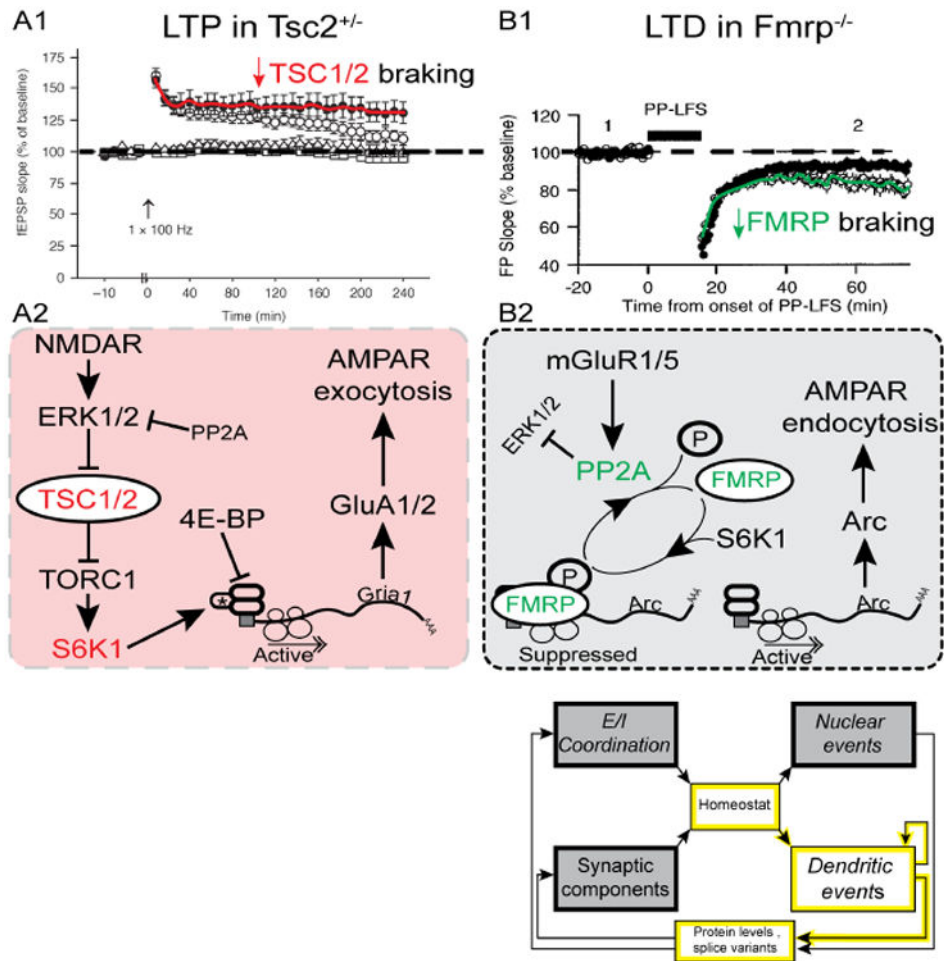 A1
LTP in Tsc2+/-
175
150
125
100
75
50
25
0
fEPSP slope (% of baseline)
↓ TSC1/2 braking
1 x 100 Hz
-10
0
40
80
120
160
200
240
Time (min)
B1
LTD in Fmrp-/-
PP-LFS
120
100
80
60
40
FP Slope (% baseline)
1
2
↓ FMRP braking
-20
0
20
40
60
Time from onset of PP-LFS (min)
A2
NMDAR
ERK1/2
PP2A
TSC1/2
TORC1
S6K1
4E-BP
*
AMPAR
exocytosis
GluA1/2
Gria1
AAA
Active
B2
mGluR1/5
ERK1/2
PP2A
P
FMRP
S6K1
P
FMRP
Arc
AAA
Suppressed
AMPAR
endocytosis
Arc
Arc
AAA
Active
E/I
Coordination
Nuclear
events
Homeostat
Synaptic
components
Dendritic
events
Protein levels ,
splice variants